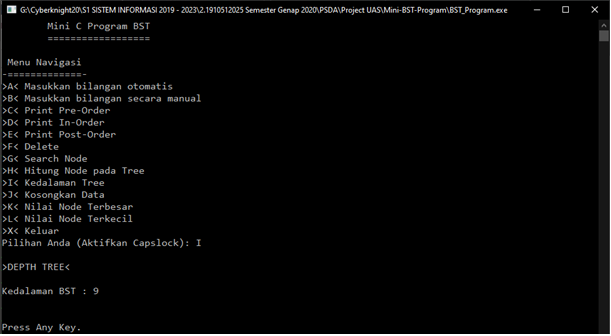 G:\Cyberknight20\S1 SISTEM INFORMASI 2019 - 2023\2.1910512025 Semester Genap 2020\PSDA\Project UAS\Mini-BST-Program\BST_Program.exe
Mini C Program BST
==================
Menu Navigasi
-============-
>A< Masukkan bilangan otomatis
>B< Masukkan bilangan secara manual
>C< Print Pre-Order
>D< Print In-Order
>E< Print Post-Order
>F< Delete
>G< Search Node
>H< Hitung Node pada Tree
>I< Kedalaman Tree
>J< Kosongkan Data
>K< Nilai Node Terbesar
>L< Nilai Node Terkecil
>X< Keluar
Pilihan Anda (Aktifkan Capslock): I
>DEPTH TREE<
Kedalaman BST : 9
Press Any Key.